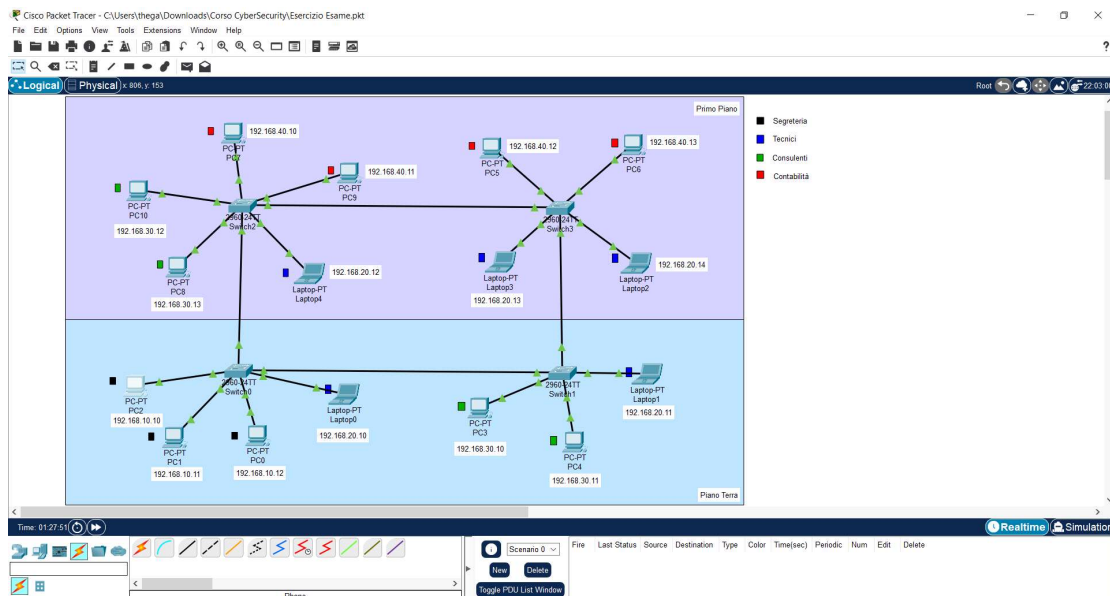 Cisco Packet Tracer - C:\Users\thega\Downloads\Corso CyberSecurity\Esercizio Esame.pkt
File Edit Options View Tools Extensions Window Help
Logical Physical x: 806, y: 153 Root 22:03:00
Primo Piano
192.168.40.10
PC-PT
PC7
192.168.40.11
PC-PT
PC9
PC-PT
PC10
192.168.30.12
2960-24TT
Switch2
PC-PT
PC8
192.168.30.13
192.168.20.12
Laptop-PT
Laptop4
192.168.40.12
PC-PT
PC5
192.168.40.13
PC-PT
PC6
2960-24TT
Switch3
Laptop-PT
Laptop3
192.168.20.13
192.168.20.14
Laptop-PT
Laptop2
Segreteria
Tecnici
Consulenti
Contabilità
2960-24TT
Switch0
PC-PT
PC2
192.168.10.10
PC-PT
PC1
192.168.10.11
PC-PT
PC0
192.168.10.12
Laptop-PT
Laptop0
192.168.20.10
2960-24TT
Switch1
Laptop-PT
Laptop1
192.168.20.11
PC-PT
PC3
192.168.30.10
PC-PT
PC4
192.168.30.11
Piano Terra
Time: 01:27:51 Realtime Simulation
Scenario 0
New Delete
Toggle PDU List Window
Fire Last Status Source Destination Type Color Time(sec) Periodic Num Edit Delete